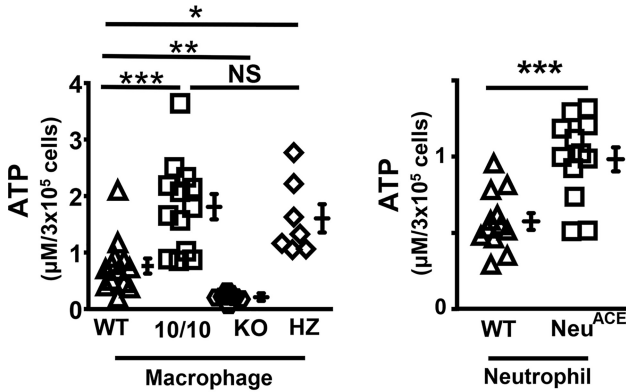 *
**
*** NS
ATP
(μM/3x10⁵ cells)
4
3
2
1
0
WT 10/10 KO HZ
Macrophage
***
ATP
(μM/3x10⁵ cells)
1
0
WT Neu^ACE
Neutrophil